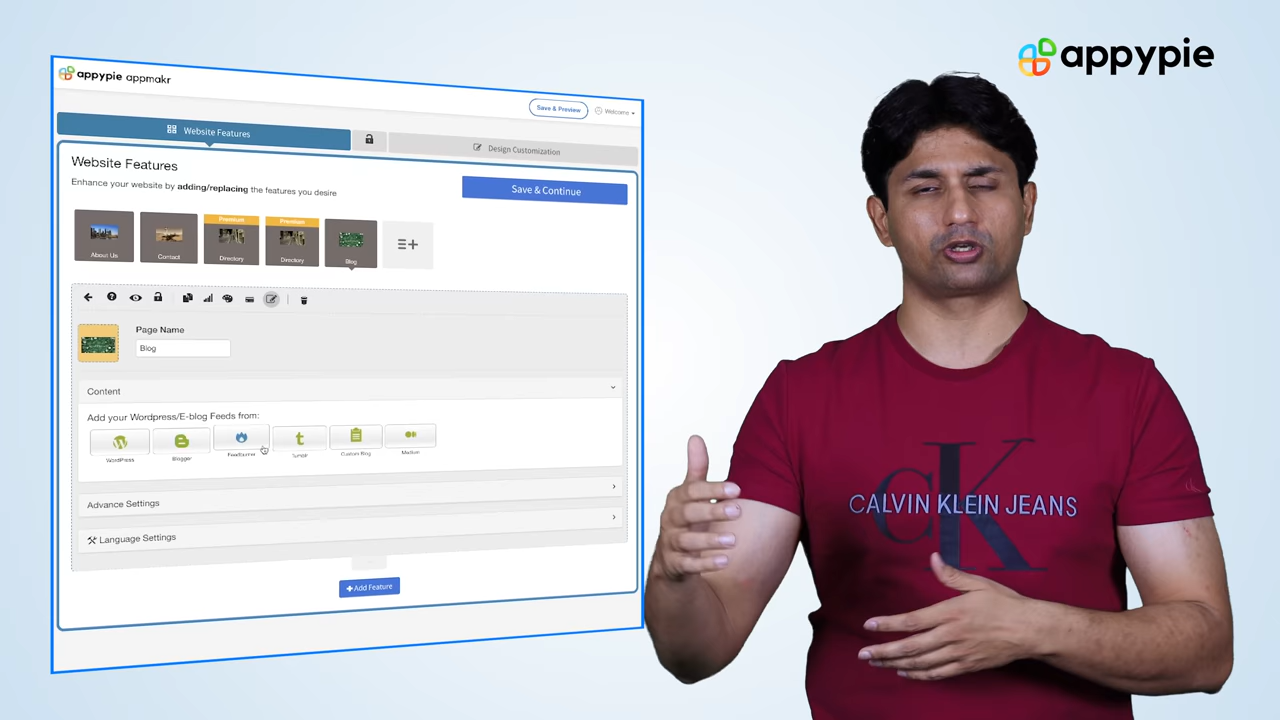 appypie
appypie appmakr
Save & Preview
Welcome
Website Features
Design Customization
Website Features
Enhance your website by adding/replacing the features you desire
Save & Continue
Premium
Premium
About Us
Contact
Directory
Directory
Blog
Page Name
Blog
Content
Add your Wordpress/E-blog Feeds from:
WordPress
Blogger
Feedburner
Tumblr
Custom Blog
Medium
Advance Settings
Language Settings
+ Add Feature
CK
CALVIN KLEIN JEANS